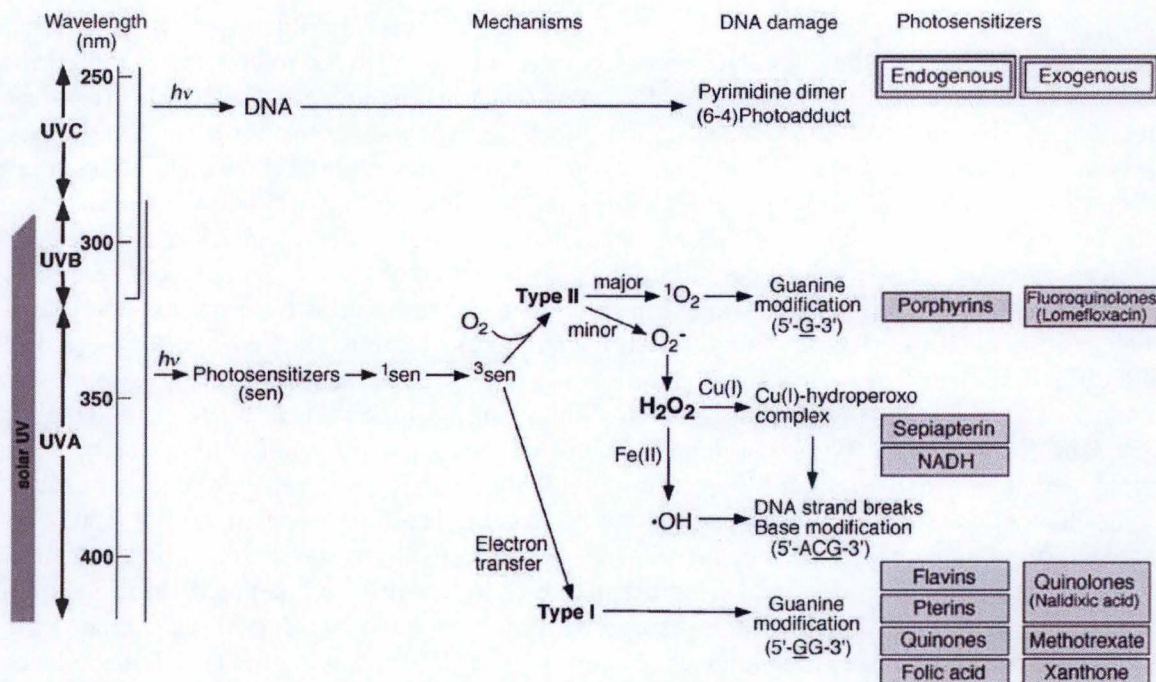 Wavelength
(nm)
Mechanisms
DNA damage
Photosensitizers
Endogenous
Exogenous
250
hν
DNA
Pyrimidine dimer
(6-4)Photoadduct
UVC
300
UVB
Type II
major
¹O₂
Guanine
modification
(5'-G-3')
Porphyrins
Fluoroquinolones
(Lomefloxacin)
O₂
minor
O₂⁻
hν
Photosensitizers
(sen)
¹sen
³sen
350
H₂O₂
Cu(I)
Cu(I)-hydroperoxo
complex
Sepiapterin
NADH
UVA
solar UV
Fe(II)
•OH
DNA strand breaks
Base modification
(5'-ACG-3')
400
Electron
transfer
Type I
Guanine
modification
(5'-GG-3')
Flavins
Quinolones
(Nalidixic acid)
Pterins
Quinones
Methotrexate
Folic acid
Xanthone